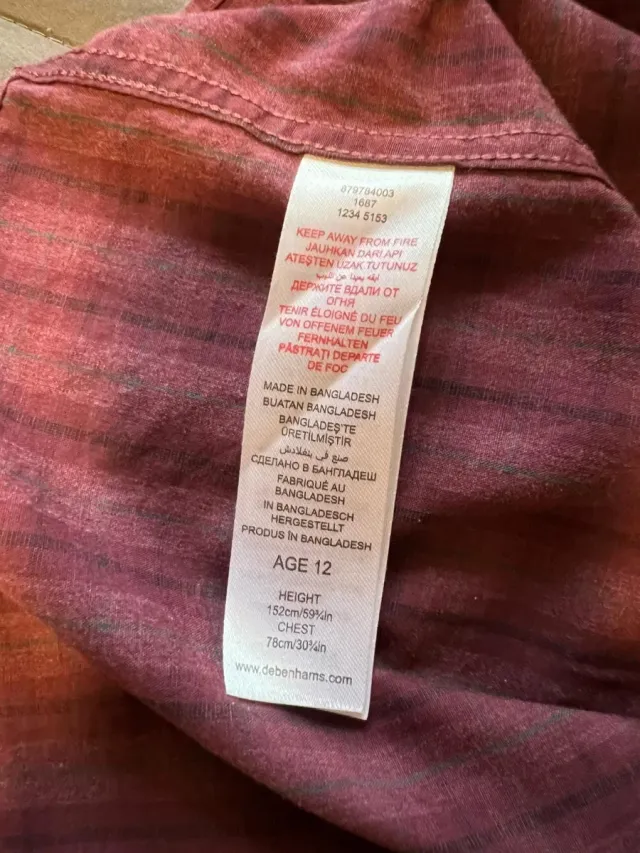 879784003
1687
1234 5153
KEEP AWAY FROM FIRE
JAUHKAN DARI API
ATEŞTEN UZAK TUTUNUZ
ابقه بعيدا عن اللهب
ДЕРЖИТЕ ВДАЛИ ОТ
ОГНЯ
TENIR ÉLOIGNÉ DU FEU
VON OFFENEM FEUER
FERNHALTEN
PĂSTRAŢI DEPARTE
DE FOC
MADE IN BANGLADESH
BUATAN BANGLADESH
BANGLADEŞ'TE
ÜRETİLMİŞTİR
صنع في بنغلادش
СДЕЛАНО В БАНГЛАДЕШ
FABRIQUÉ AU
BANGLADESH
IN BANGLADESCH
HERGESTELLT
PRODUS ÎN BANGLADESH
AGE 12
HEIGHT
152cm/59¾in
CHEST
78cm/30¾in
www.debenhams.com